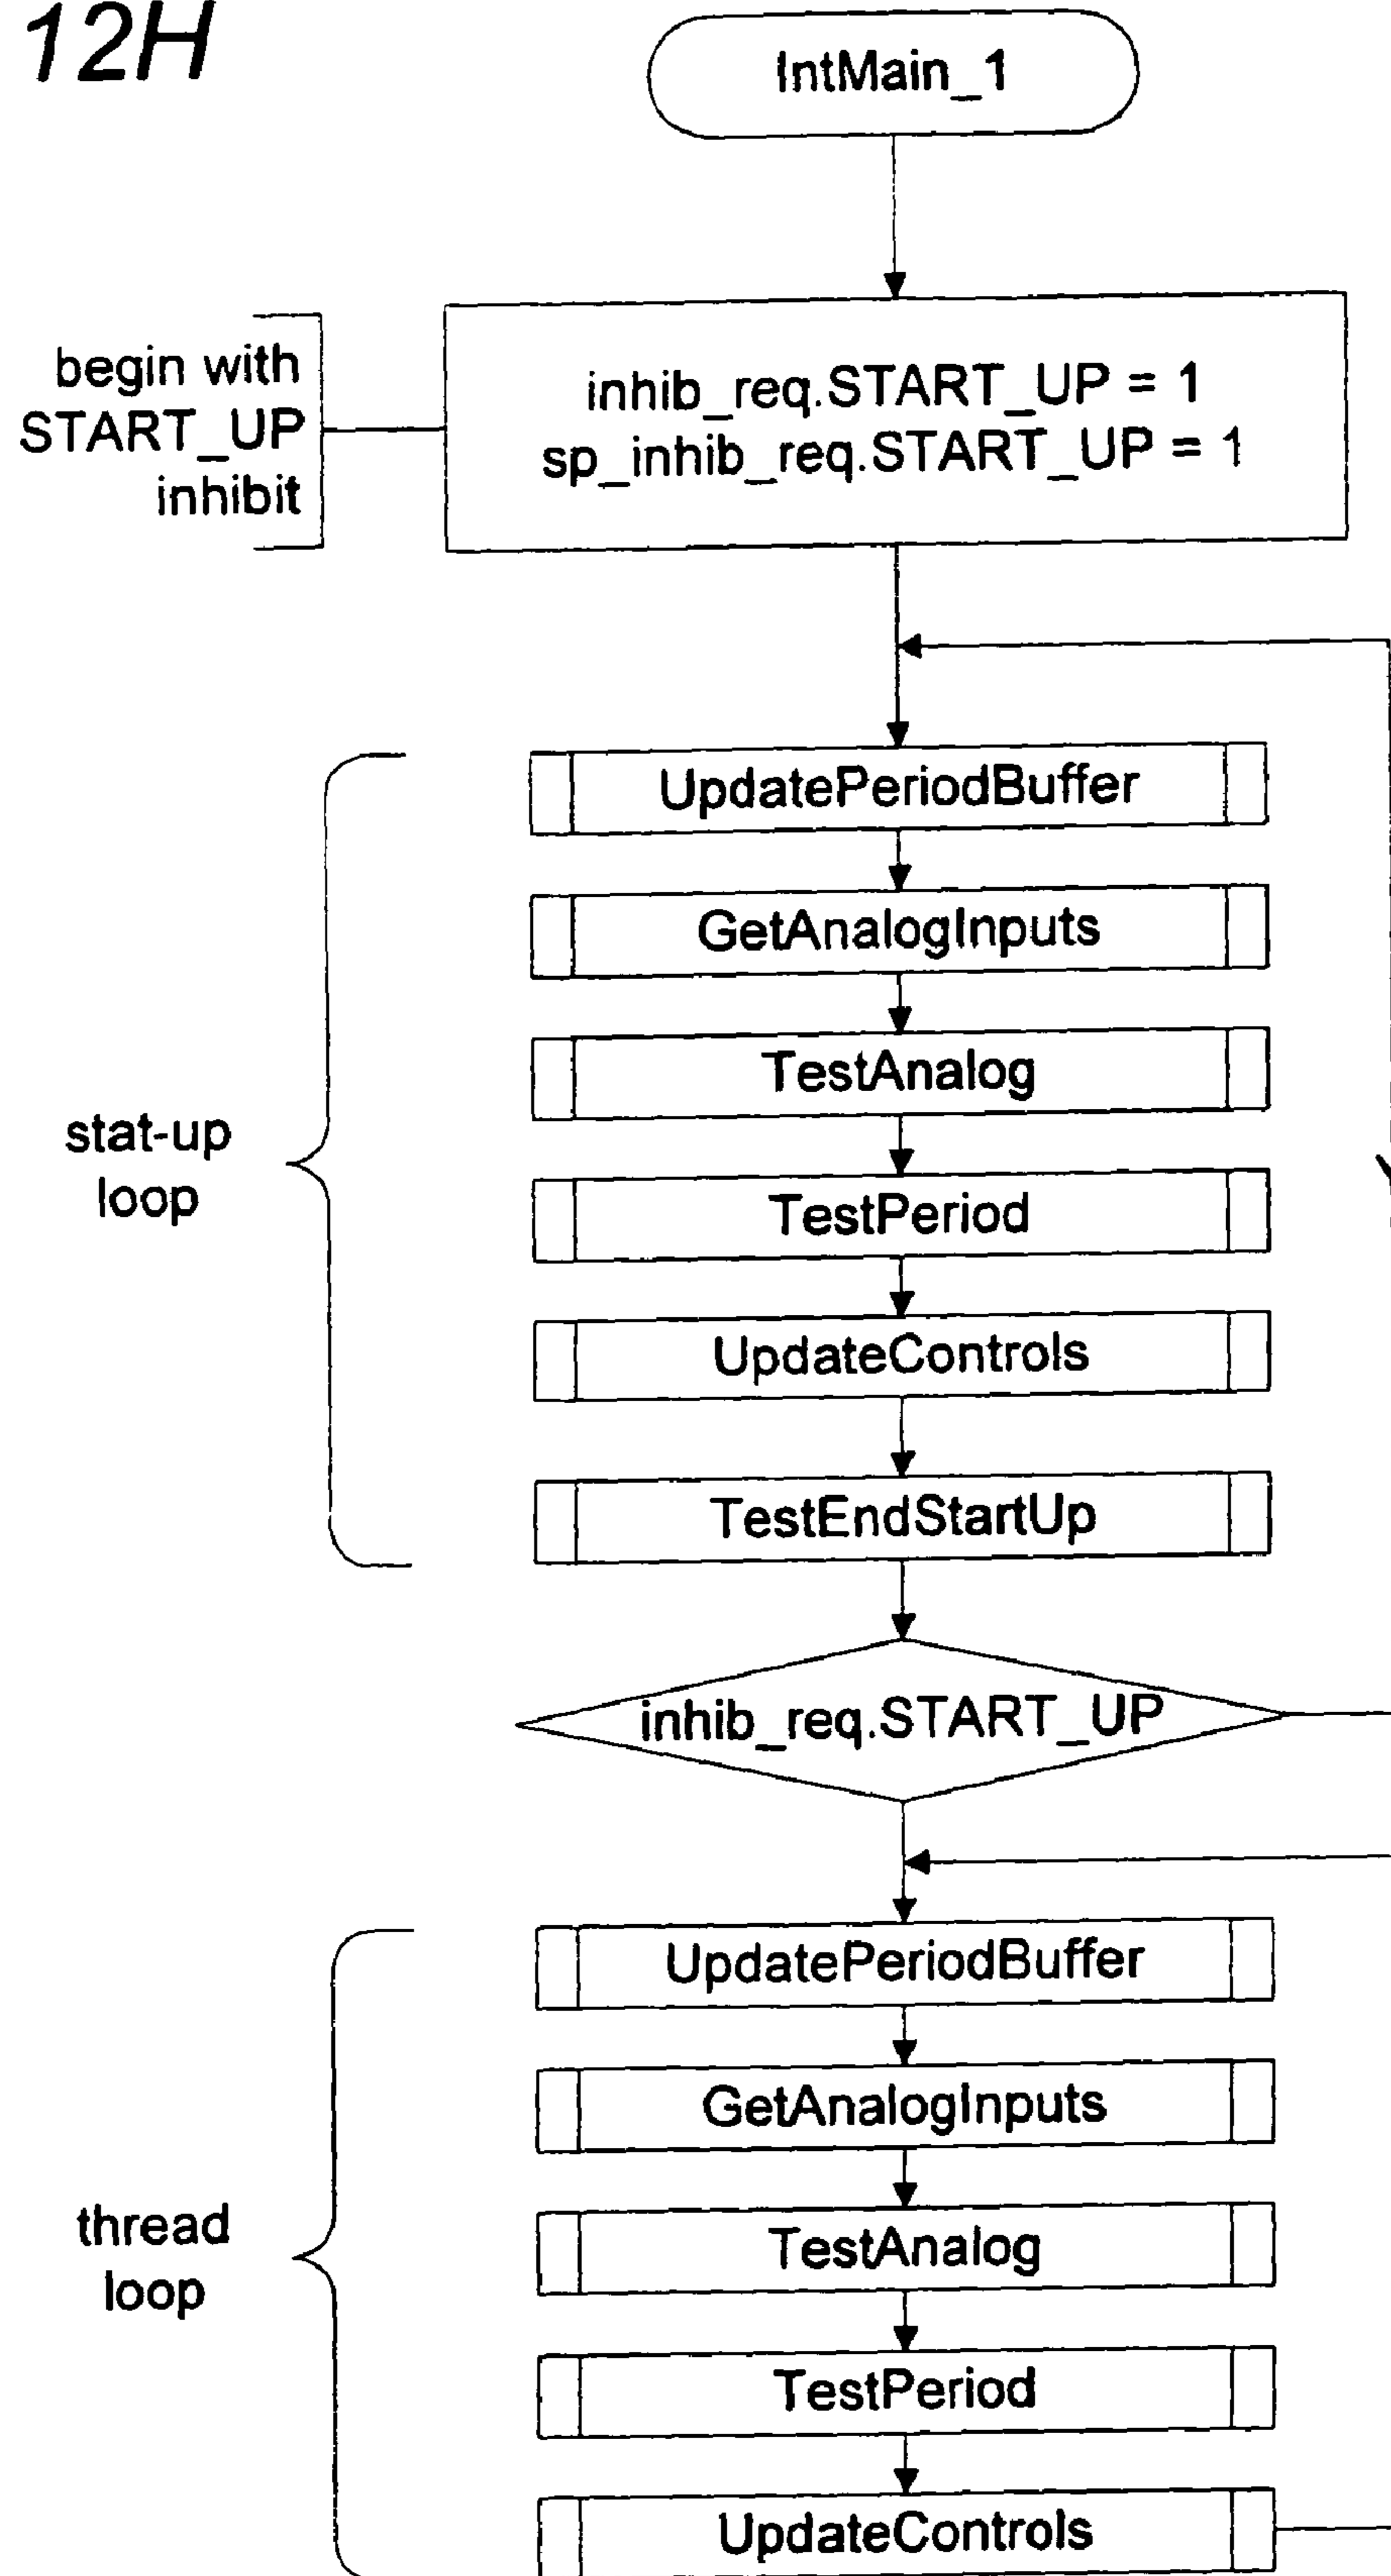 12H
IntMain_1
begin with
START_UP
inhibit
inhib_req.START_UP = 1
sp_inhib_req.START_UP = 1
UpdatePeriodBuffer
GetAnalogInputs
TestAnalog
stat-up
loop
TestPeriod
UpdateControls
TestEndStartUp
inhib_req.START_UP
UpdatePeriodBuffer
GetAnalogInputs
TestAnalog
thread
loop
TestPeriod
UpdateControls